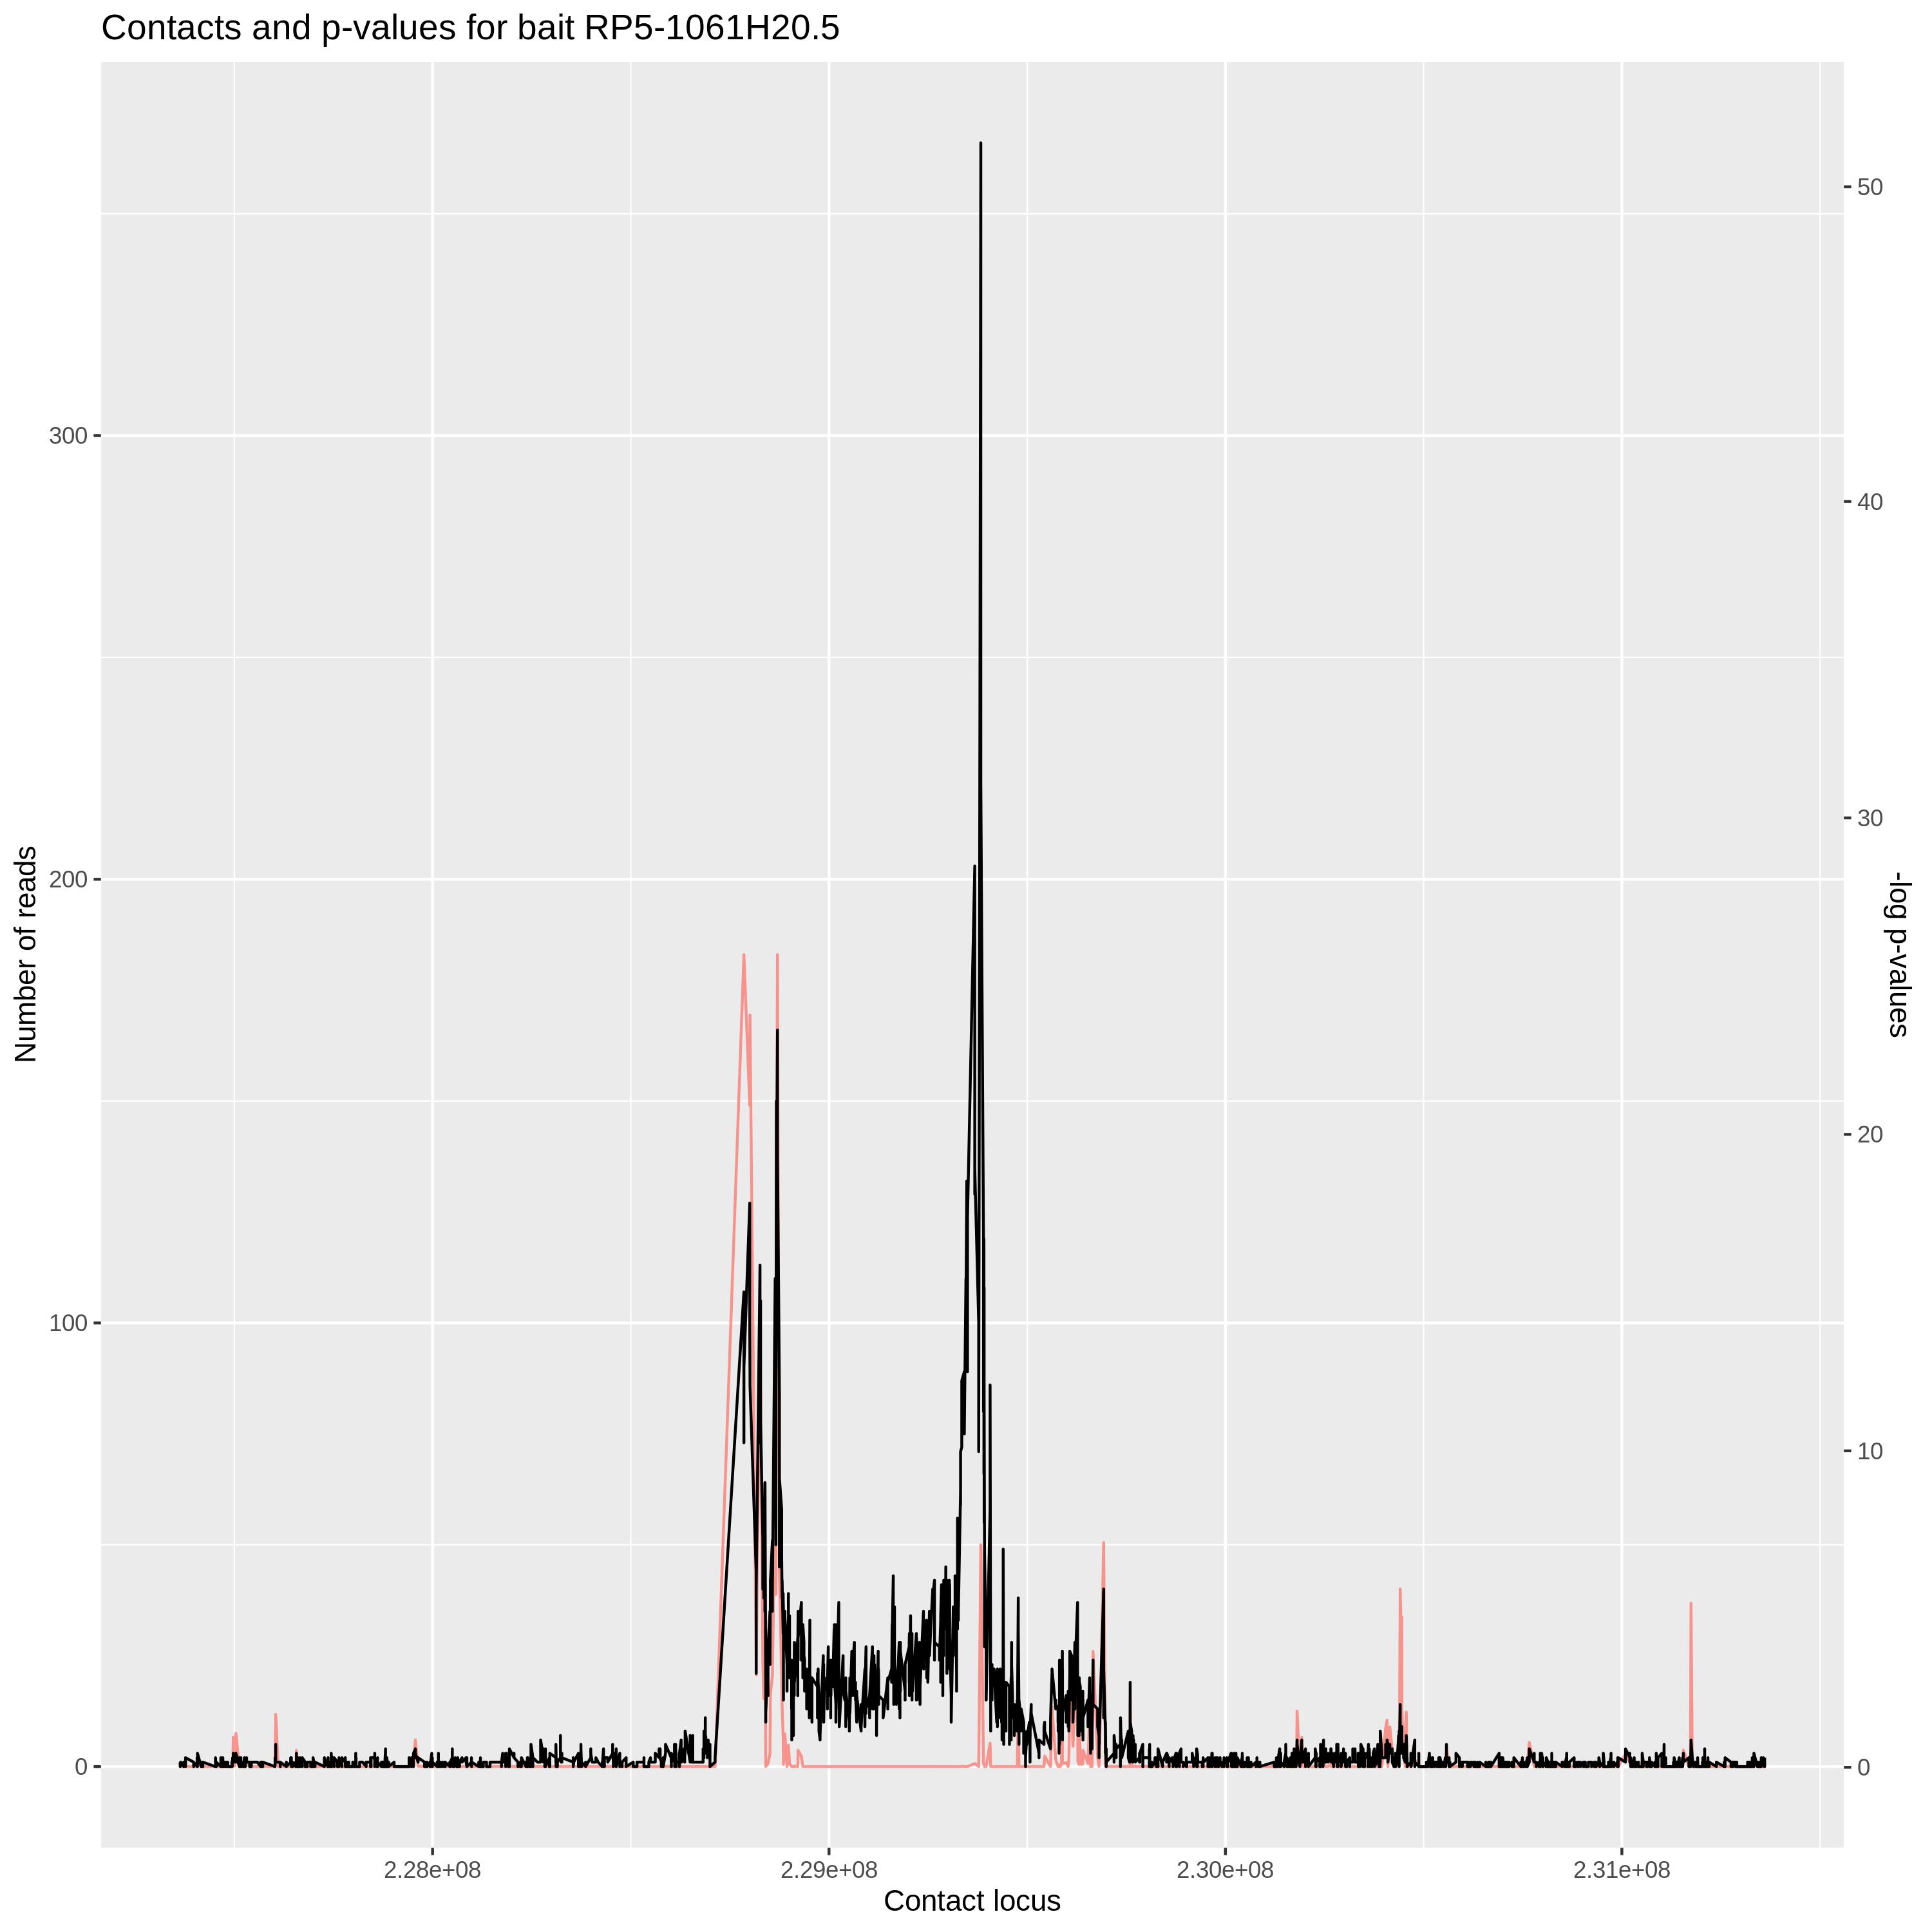 Contacts and p-values for bait RP5-1061H20.5
Number of reads
300
200
100
0
50
40
30
20
10
0
-log p-values
2.28e+08 2.29e+08 2.30e+08 2.31e+08
Contact locus